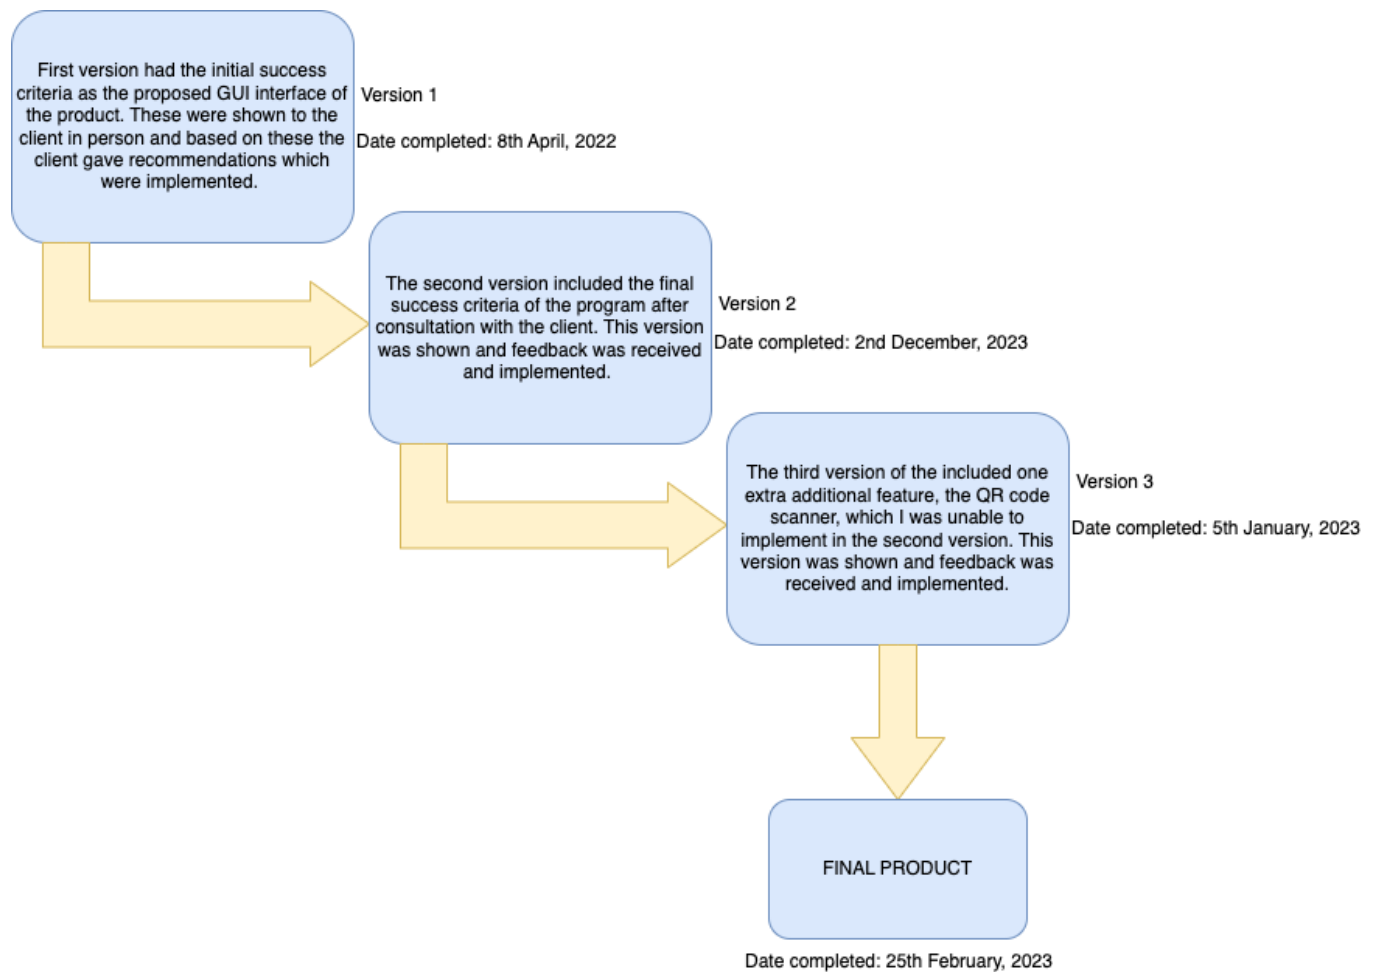 First version had the initial success
criteria as the proposed GUI interface of
the product. These were shown to the
client in person and based on these the
client gave recommendations which
were implemented.
Version 1
Date completed: 8th April, 2022
The second version included the final
success criteria of the program after
consultation with the client. This version
was shown and feedback was received
and implemented.
Version 2
Date completed: 2nd December, 2023
The third version of the included one
extra additional feature, the QR code
scanner, which I was unable to
implement in the second version. This
version was shown and feedback was
received and implemented.
Version 3
Date completed: 5th January, 2023
FINAL PRODUCT
Date completed: 25th February, 2023